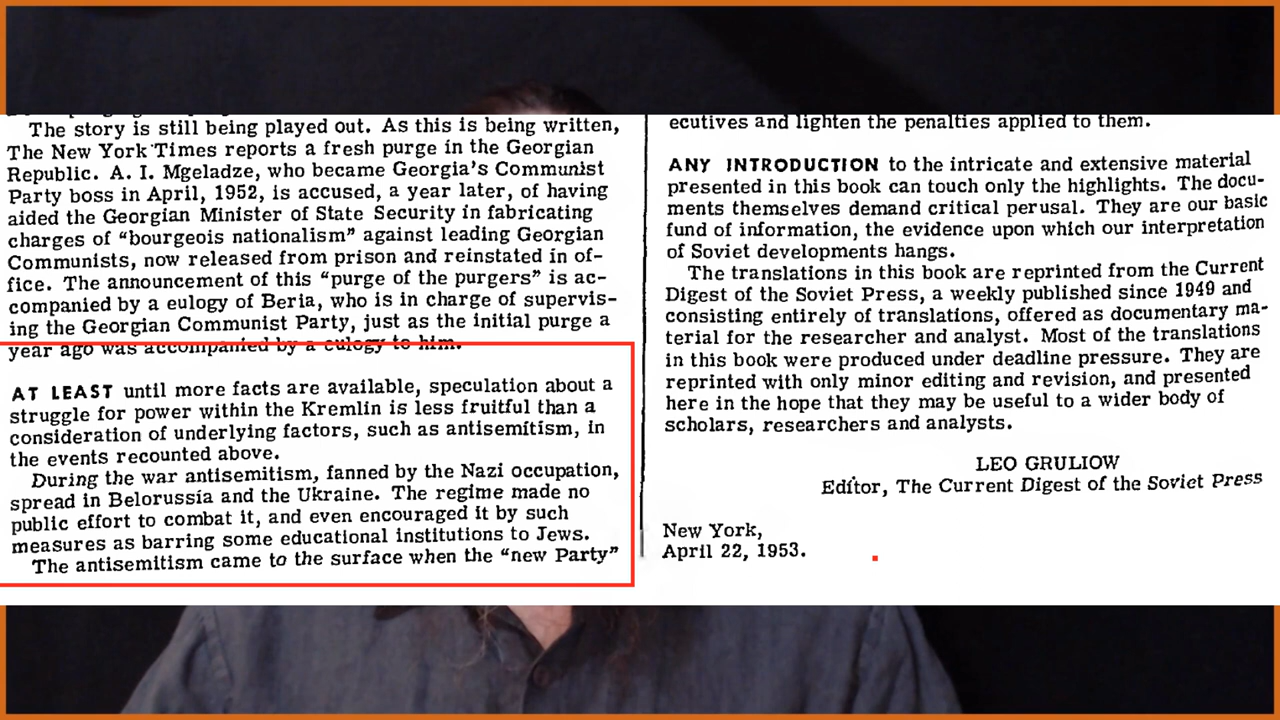 The story is still being played out. As this is being written,
The New York Times reports a fresh purge in the Georgian
Republic. A. I. Mgeladze, who became Georgia's Communist
Party boss in April, 1952, is accused, a year later, of having
aided the Georgian Minister of State Security in fabricating
charges of "bourgeois nationalism" against leading Georgian
Communists, now released from prison and reinstated in of-
fice. The announcement of this "purge of the purgers" is ac-
companied by a eulogy of Beria, who is in charge of supervis-
ing the Georgian Communist Party, just as the initial purge a
year ago was accompanied by a eulogy to him.
AT LEAST until more facts are available, speculation about a
struggle for power within the Kremlin is less fruitful than a
consideration of underlying factors, such as antisemitism, in
the events recounted above.
During the war antisemitism, fanned by the Nazi occupation,
spread in Belorussia and the Ukraine. The regime made no
public effort to combat it, and even encouraged it by such
measures as barring some educational institutions to Jews.
The antisemitism came to the surface when the "new Party"
ecutives and lighten the penalties applied to them.
ANY INTRODUCTION to the intricate and extensive material
presented in this book can touch only the highlights. The docu-
ments themselves demand critical perusal. They are our basic
fund of information, the evidence upon which our interpretation
of Soviet developments hangs.
The translations in this book are reprinted from the Current
Digest of the Soviet Press, a weekly published since 1949 and
consisting entirely of translations, offered as documentary ma-
terial for the researcher and analyst. Most of the translations
in this book were produced under deadline pressure. They are
reprinted with only minor editing and revision, and presented
here in the hope that they may be useful to a wider body of
scholars, researchers and analysts.
LEO GRULIOW
Editor, The Current Digest of the Soviet Press
New York,
April 22, 1953.